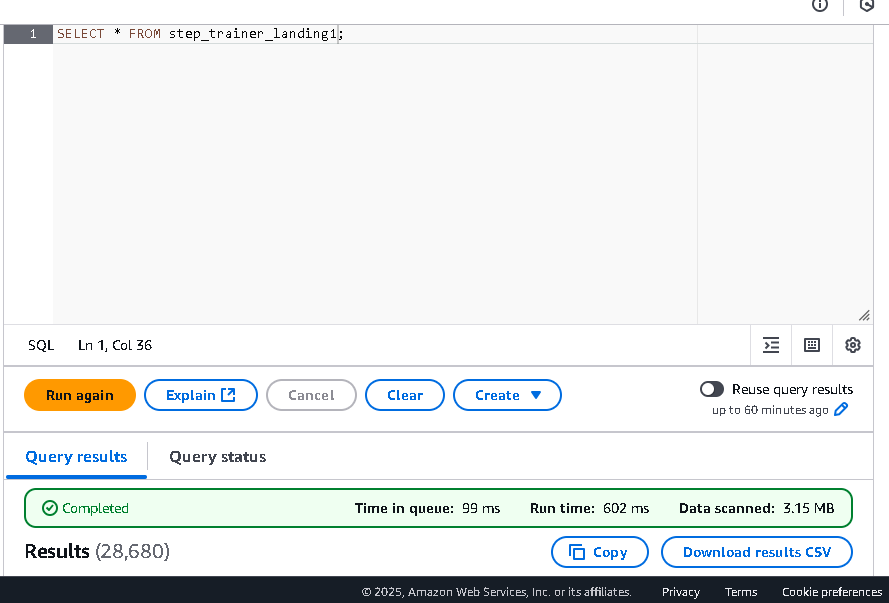 1 SELECT * FROM step_trainer_landing1;
SQL Ln 1, Col 36
Run again Explain Cancel Clear Create Reuse query results
up to 60 minutes ago
Query results Query status
Completed Time in queue: 99 ms Run time: 602 ms Data scanned: 3.15 MB
Results (28,680) Copy Download results CSV
© 2025, Amazon Web Services, Inc. or its affiliates. Privacy Terms Cookie preferences